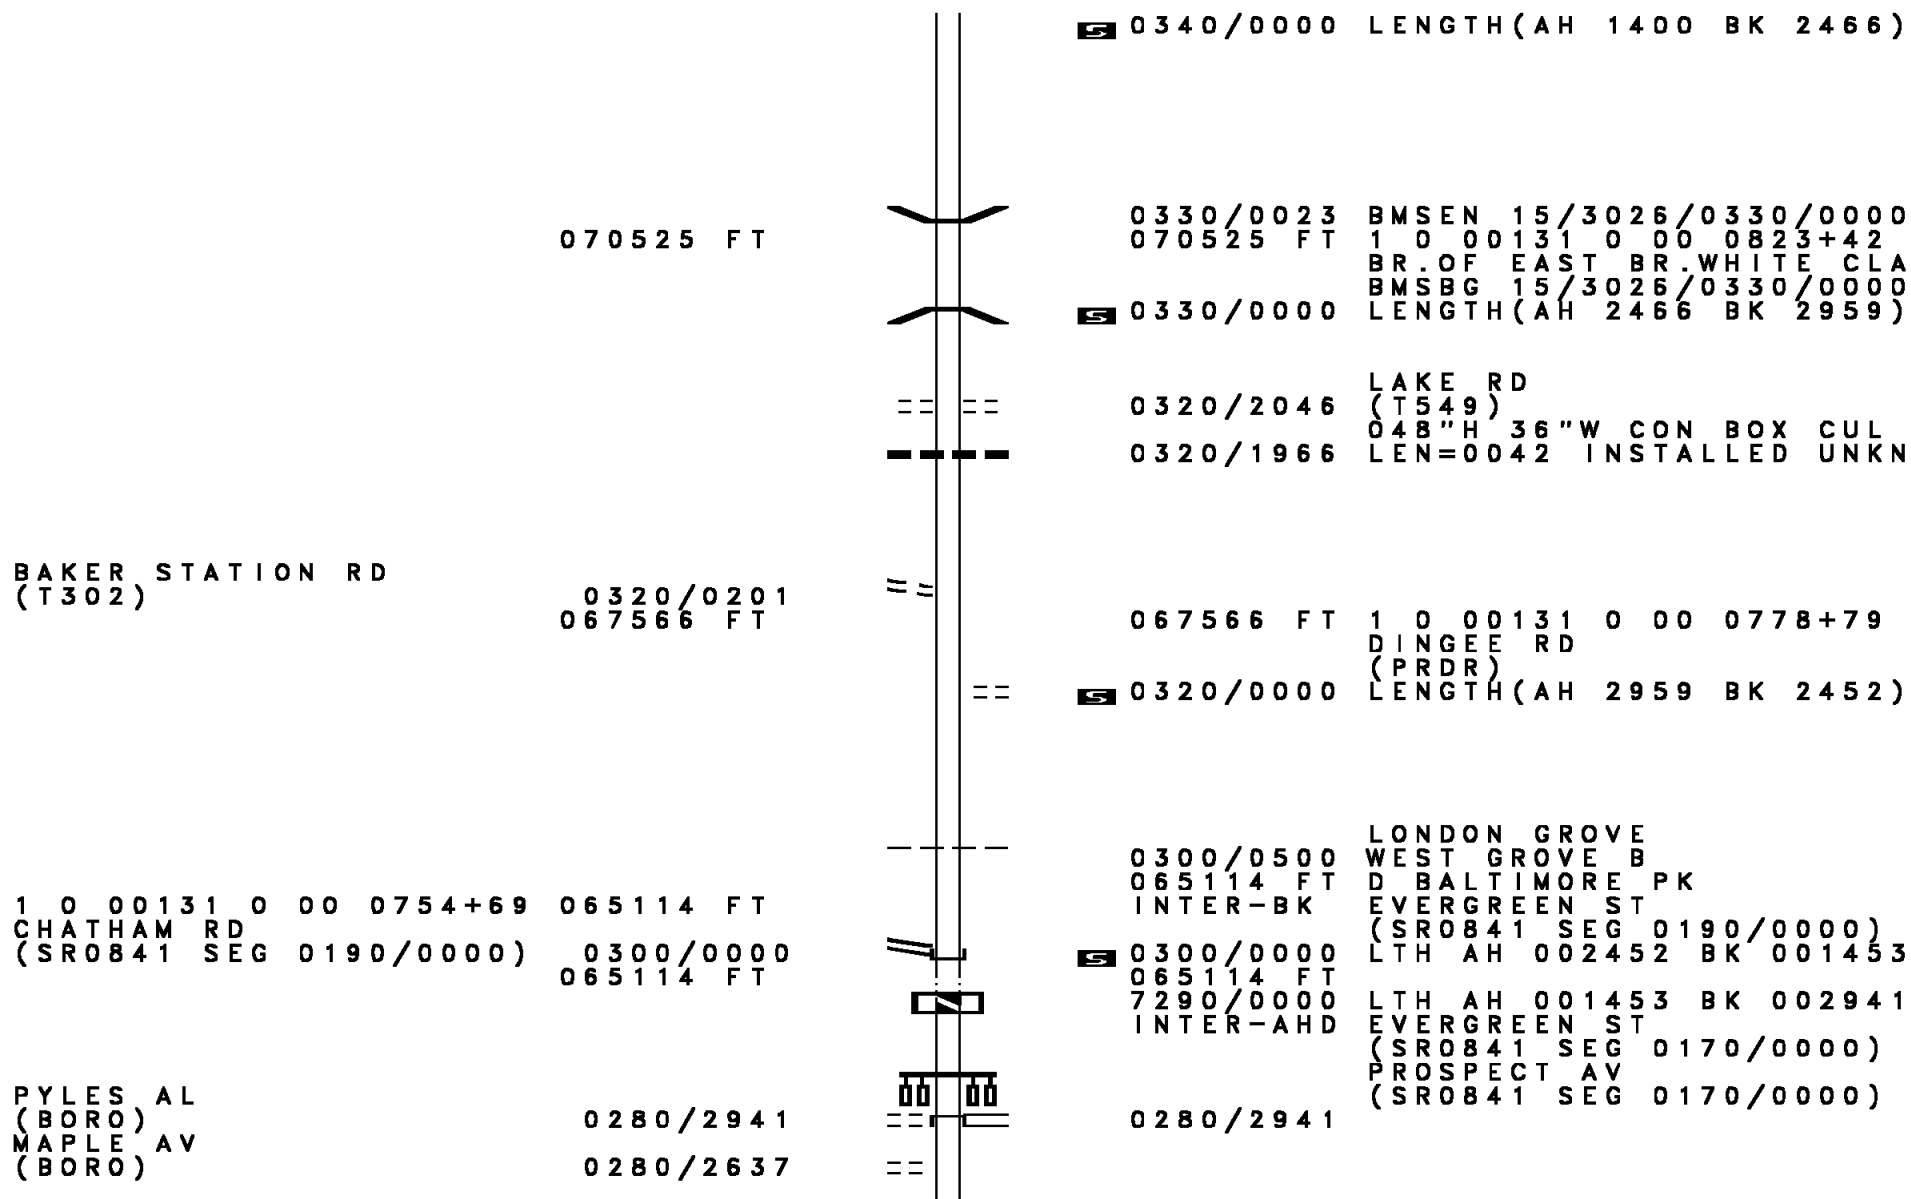 S 0340/0000 LENGTH(AH 1400 BK 2466)
0330/0023 BMSEN 15/3026/0330/0000
070525 FT 070525 FT 1 0 00131 0 00 0823+42
BR.OF EAST BR.WHITE CLA
BMSBG 15/3026/0330/0000
S 0330/0000 LENGTH(AH 2466 BK 2959)
LAKE RD
0320/2046 (T549)
048"H 36"W CON BOX CUL
0320/1966 LEN=0042 INSTALLED UNKN
BAKER STATION RD
(T302) 0320/0201
067566 FT 067566 FT 1 0 00131 0 00 0778+79
DINGEE RD
(PRDR)
S 0320/0000 LENGTH(AH 2959 BK 2452)
LONDON GROVE
0300/0500 WEST GROVE B
065114 FT D BALTIMORE PK
1 0 00131 0 00 0754+69 065114 FT INTER-BK EVERGREEN ST
CHATHAM RD (SR0841 SEG 0190/0000)
(SR0841 SEG 0190/0000) 0300/0000 S 0300/0000 LTH AH 002452 BK 001453
065114 FT 065114 FT
7290/0000 LTH AH 001453 BK 002941
INTER-AHD EVERGREEN ST
(SR0841 SEG 0170/0000)
PROSPECT AV
PYLES AL (SR0841 SEG 0170/0000)
(BORO) 0280/2941 0280/2941
MAPLE AV
(BORO) 0280/2637